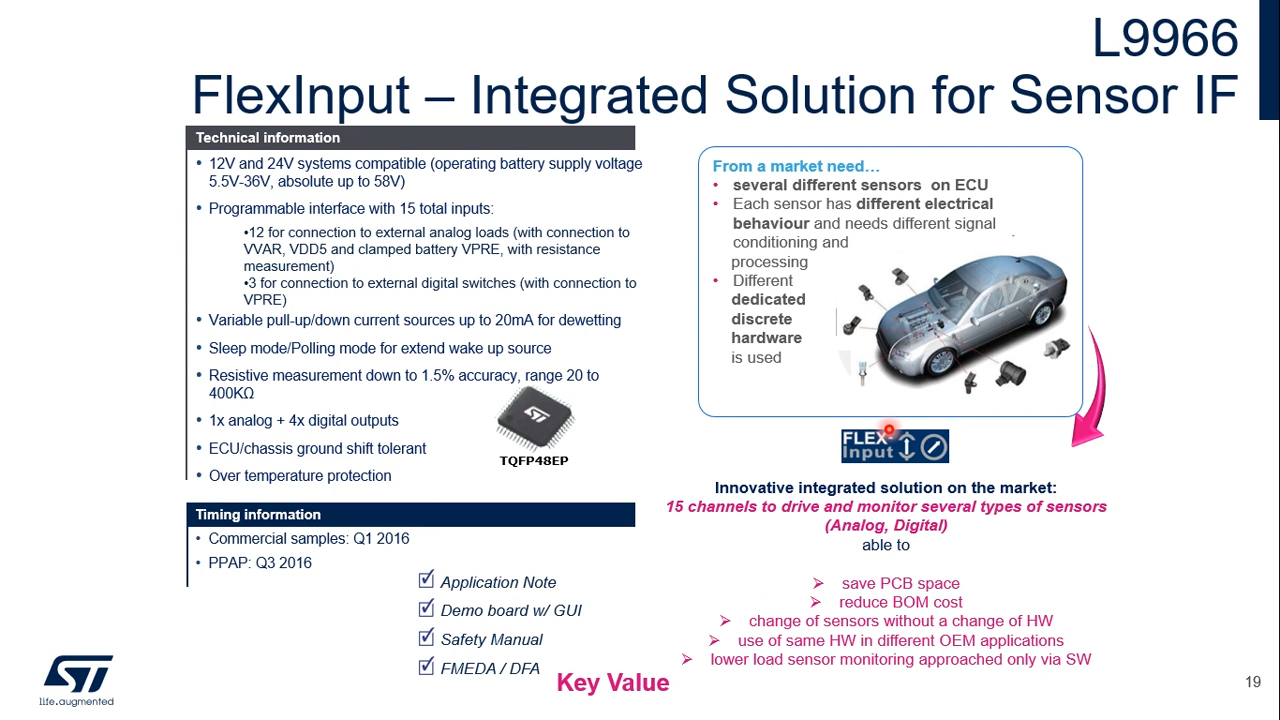 L9966
FlexInput – Integrated Solution for Sensor IF
Technical information
• 12V and 24V systems compatible (operating battery supply voltage
5.5V-36V, absolute up to 58V)
• Programmable interface with 15 total inputs:
•12 for connection to external analog loads (with connection to
VVAR, VDD5 and clamped battery VPRE, with resistance
measurement)
•3 for connection to external digital switches (with connection to
VPRE)
• Variable pull-up/down current sources up to 20mA for dewetting
• Sleep mode/Polling mode for extend wake up source
• Resistive measurement down to 1.5% accuracy, range 20 to
400KΩ
• 1x analog + 4x digital outputs
• ECU/chassis ground shift tolerant
• Over temperature protection
ST
TQFP48EP
Timing information
• Commercial samples: Q1 2016
• PPAP: Q3 2016
Application Note
Demo board w/ GUI
Safety Manual
FMEDA / DFA
Key Value
From a market need…
• several different sensors on ECU
• Each sensor has different electrical
behaviour and needs different signal
conditioning and
processing
• Different
dedicated
discrete
hardware
is used
FLEX-
Input
Innovative integrated solution on the market:
15 channels to drive and monitor several types of sensors
(Analog, Digital)
able to
➢ save PCB space
➢ reduce BOM cost
➢ change of sensors without a change of HW
➢ use of same HW in different OEM applications
➢ lower load sensor monitoring approached only via SW
ST
life.augmented
19